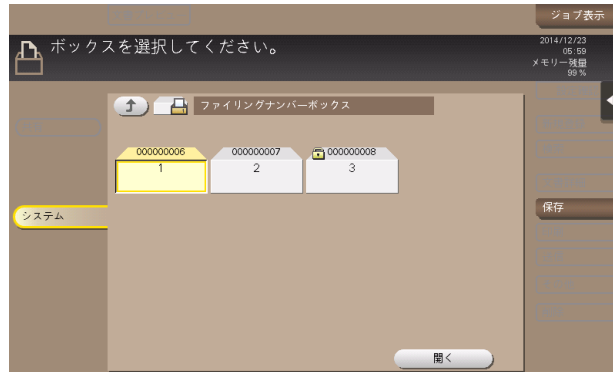 ジョブ表示
ボックスを選択してください。
2014/12/23
05:59
メモリー残量
99 %
ファイリングナンバーボックス
000000006
1
000000007
2
000000008
3
システム
保存
開く